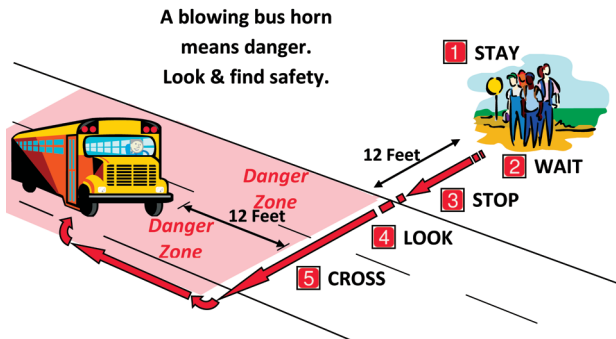 A blowing bus horn
means danger.
Look & find safety.
1 STAY
2 WAIT
12 Feet
3 STOP
Danger
Zone
12 Feet
Danger
Zone
4 LOOK
5 CROSS